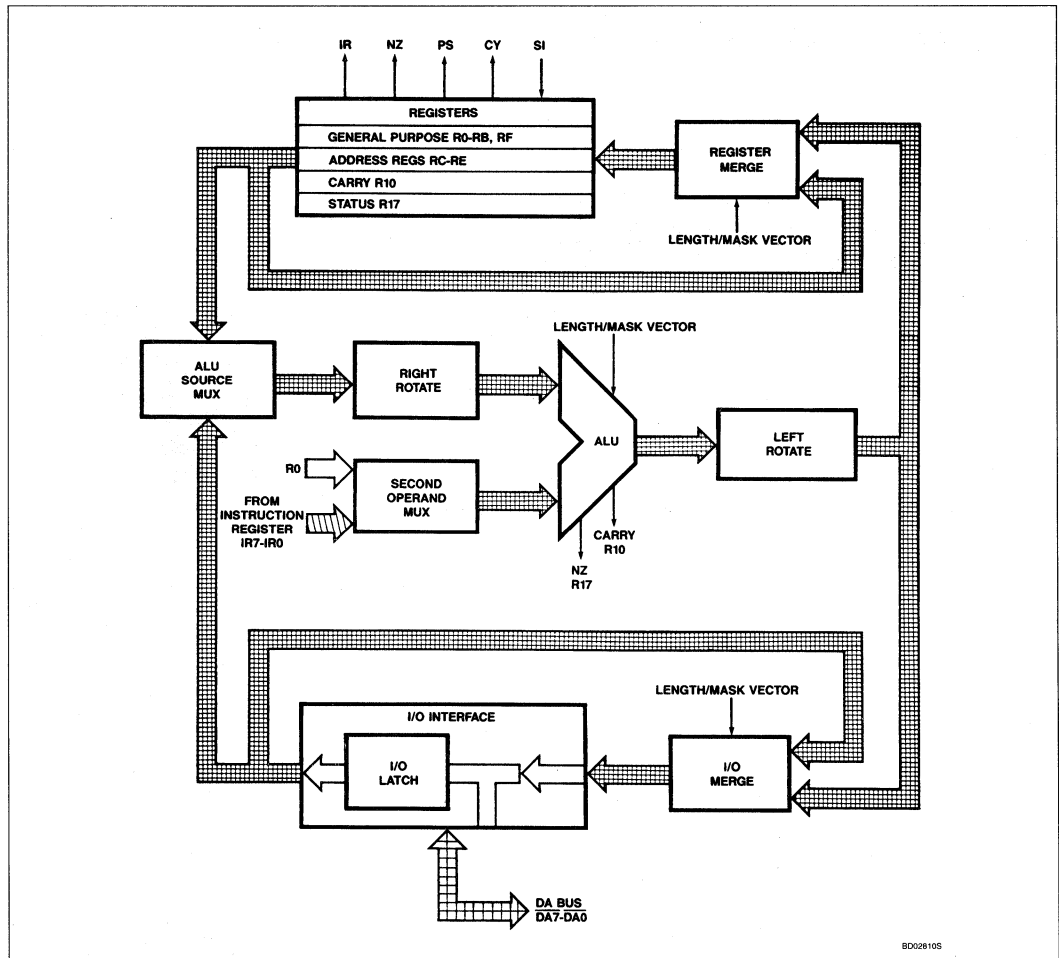 IR NZ PS CY SI
REGISTERS
GENERAL PURPOSE R0-RB, RF
ADDRESS REGS RC-RE
CARRY R10
STATUS R17
REGISTER
MERGE
LENGTH/MASK VECTOR
LENGTH/MASK VECTOR
ALU
SOURCE
MUX
RIGHT
ROTATE
ALU
LEFT
ROTATE
R0
FROM
INSTRUCTION
REGISTER
IR7-IR0
SECOND
OPERAND
MUX
CARRY
R10
NZ
R17
LENGTH/MASK VECTOR
I/O INTERFACE
I/O
LATCH
I/O
MERGE
DA BUS
DA7-DA0
BD02810S